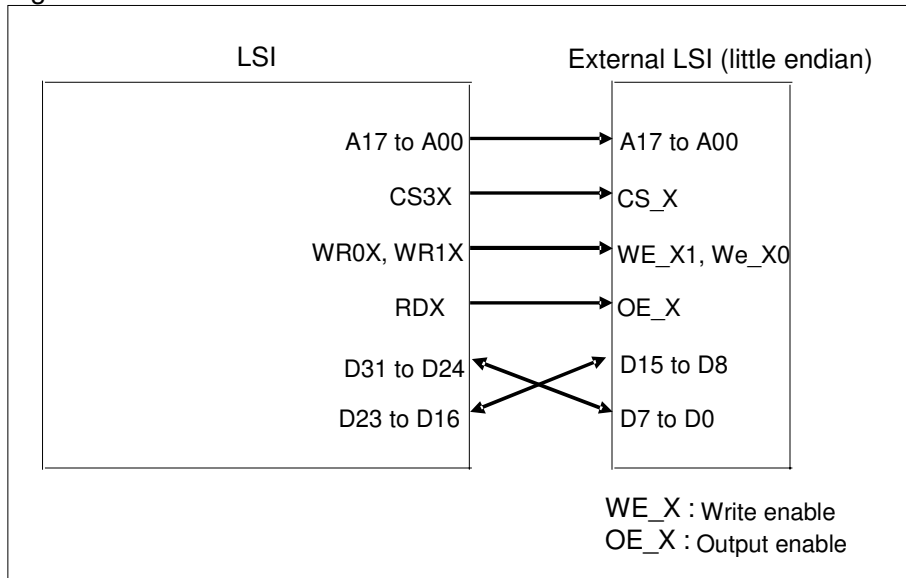 LSI
External LSI (little endian)
A17 to A00
A17 to A00
CS3X
CS_X
WR0X, WR1X
WE_X1, We_X0
RDX
OE_X
D31 to D24
D15 to D8
D23 to D16
D7 to D0
WE_X : Write enable
OE_X : Output enable